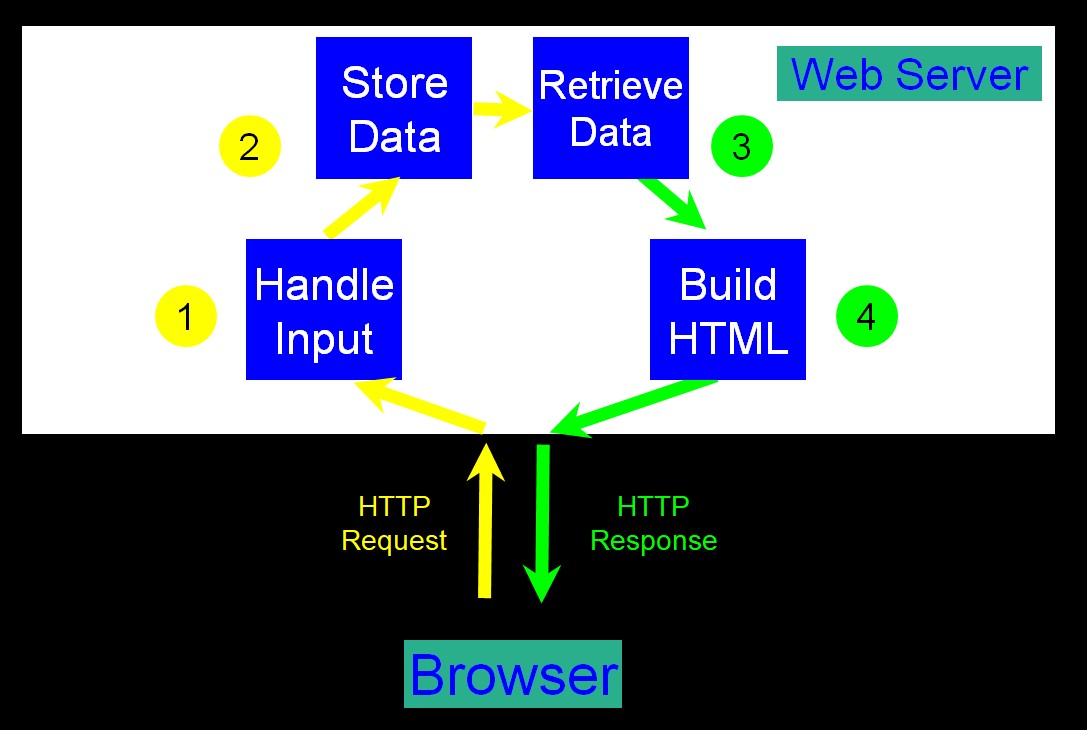 Web Server
Store
Data
Retrieve
Data
2
3
Handle
Input
Build
HTML
1
4
HTTP
Request
HTTP
Response
Browser